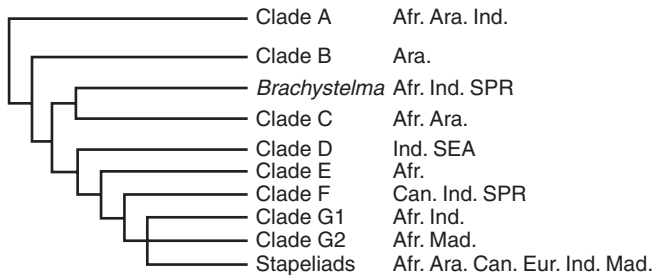 Clade A Afr. Ara. Ind.
Clade B Ara.
Brachystelma Afr. Ind. SPR
Clade C Afr. Ara.
Clade D Ind. SEA
Clade E Afr.
Clade F Can. Ind. SPR
Clade G1 Afr. Ind.
Clade G2 Afr. Mad.
Stapeliads Afr. Ara. Can. Eur. Ind. Mad.